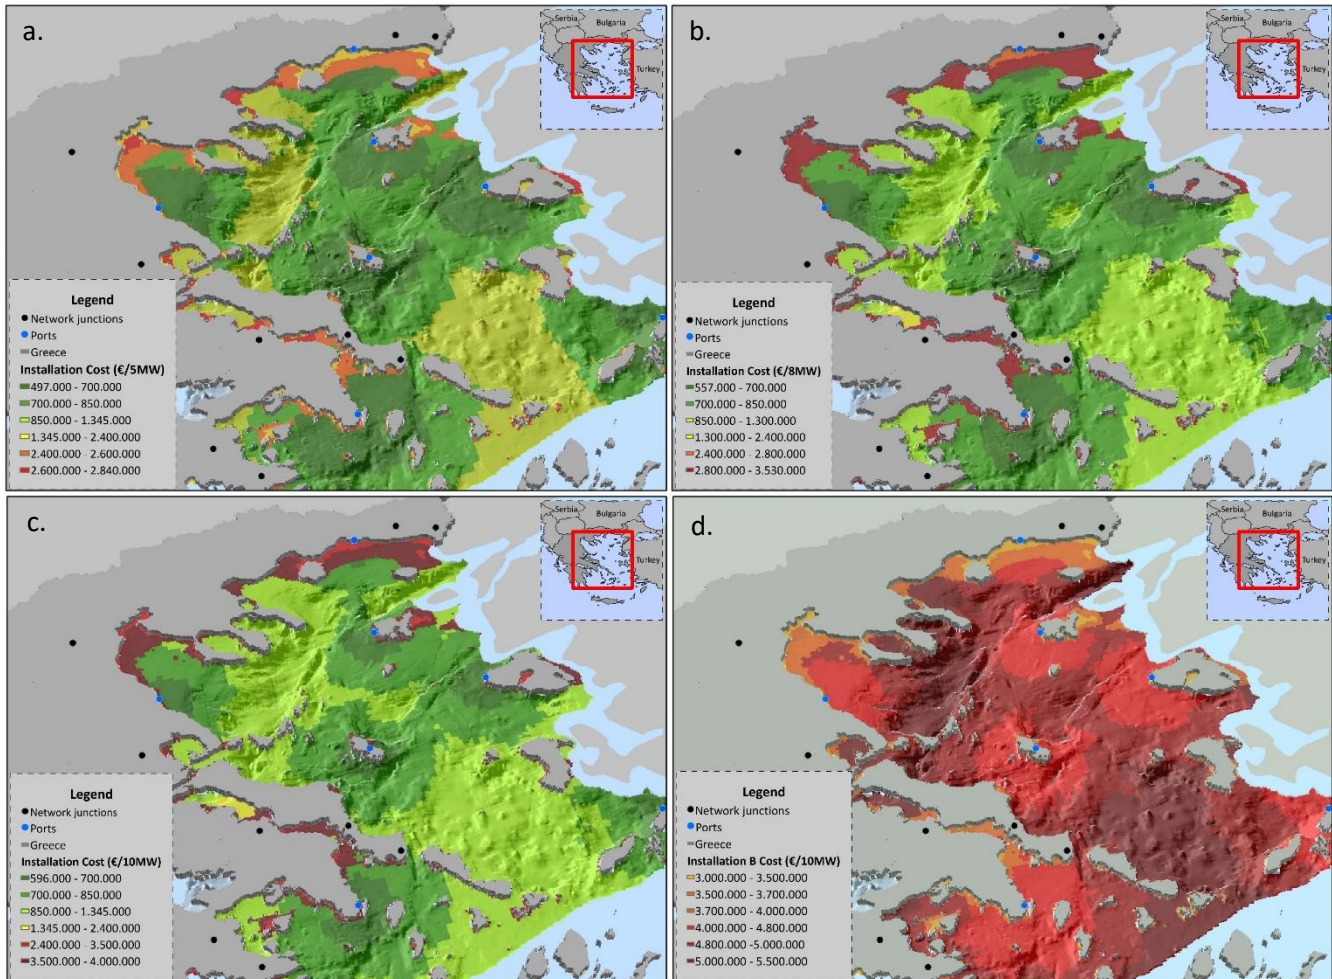 a.
Serbia
Bulgaria
Turkey
Legend
Network junctions
Ports
Greece
Installation Cost (€/5MW)
497.000 - 700.000
700.000 - 850.000
850.000 - 1.345.000
1.345.000 - 2.400.000
2.400.000 - 2.600.000
2.600.000 - 2.840.000
b.
Serbia
Bulgaria
Turkey
Legend
Network junctions
Ports
Greece
Installation Cost (€/8MW)
557.000 - 700.000
700.000 - 850.000
850.000 - 1.300.000
1.300.000 - 2.400.000
2.400.000 - 2.800.000
2.800.000 - 3.530.000
c.
Serbia
Bulgaria
Turkey
Legend
Network junctions
Ports
Greece
Installation Cost (€/10MW)
596.000 - 700.000
700.000 - 850.000
850.000 - 1.345.000
1.345.000 - 2.400.000
2.400.000 - 3.500.000
3.500.000 - 4.000.000
d.
Serbia
Bulgaria
Turkey
Legend
Network junctions
Ports
Greece
Installation B Cost (€/10MW)
3.000.000 - 3.500.000
3.500.000 - 3.700.000
3.700.000 - 4.000.000
4.000.000 - 4.800.000
4.800.000 - 5.000.000
5.000.000 - 5.500.000